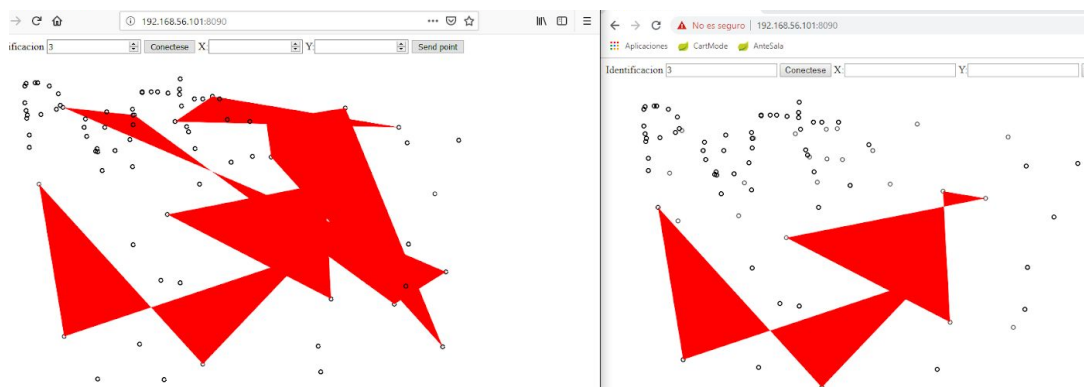 192.168.56.101:8090
ificacion 3 Conectese X: Y: Send point
No es seguro | 192.168.56.101:8090
Aplicaciones CartMode AnteSala
Identificacion 3 Conectese X: Y: